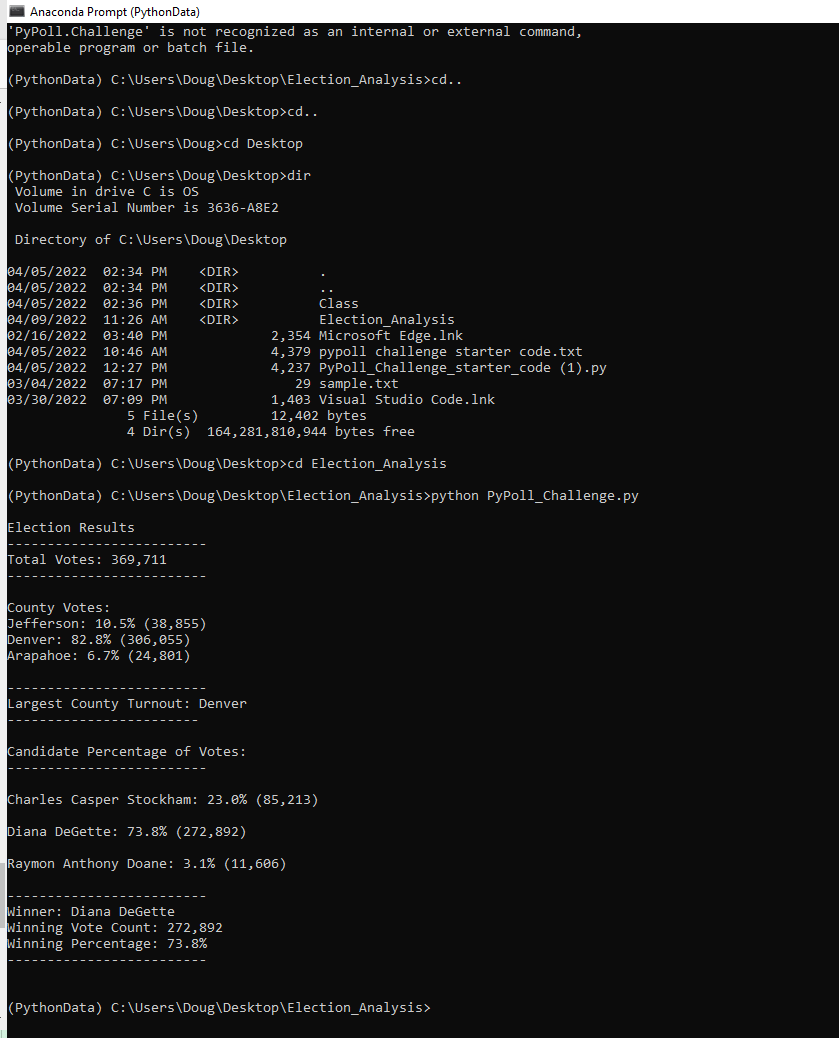 Anaconda Prompt (PythonData)
'PyPoll.Challenge' is not recognized as an internal or external command,
operable program or batch file.
(PythonData) C:\Users\Doug\Desktop\Election_Analysis>cd..
(PythonData) C:\Users\Doug\Desktop>cd..
(PythonData) C:\Users\Doug>cd Desktop
(PythonData) C:\Users\Doug\Desktop>dir
 Volume in drive C is OS
 Volume Serial Number is 3636-A8E2
 Directory of C:\Users\Doug\Desktop
04/05/2022  02:34 PM    <DIR>          .
04/05/2022  02:34 PM    <DIR>          ..
04/05/2022  02:36 PM    <DIR>          Class
04/09/2022  11:26 AM    <DIR>          Election_Analysis
02/16/2022  03:40 PM             2,354 Microsoft Edge.lnk
04/05/2022  10:46 AM             4,379 pypoll challenge starter code.txt
04/05/2022  12:27 PM             4,237 PyPoll_Challenge_starter_code (1).py
03/04/2022  07:17 PM                29 sample.txt
03/30/2022  07:09 PM             1,403 Visual Studio Code.lnk
               5 File(s)         12,402 bytes
               4 Dir(s)  164,281,810,944 bytes free
(PythonData) C:\Users\Doug\Desktop>cd Election_Analysis
(PythonData) C:\Users\Doug\Desktop\Election_Analysis>python PyPoll_Challenge.py
Election Results
-------------------------
Total Votes: 369,711
-------------------------
County Votes:
Jefferson: 10.5% (38,855)
Denver: 82.8% (306,055)
Arapahoe: 6.7% (24,801)
-------------------------
Largest County Turnout: Denver
------------------------
Candidate Percentage of Votes:
-------------------------
Charles Casper Stockham: 23.0% (85,213)
Diana DeGette: 73.8% (272,892)
Raymon Anthony Doane: 3.1% (11,606)
-------------------------
Winner: Diana DeGette
Winning Vote Count: 272,892
Winning Percentage: 73.8%
-------------------------
(PythonData) C:\Users\Doug\Desktop\Election_Analysis>